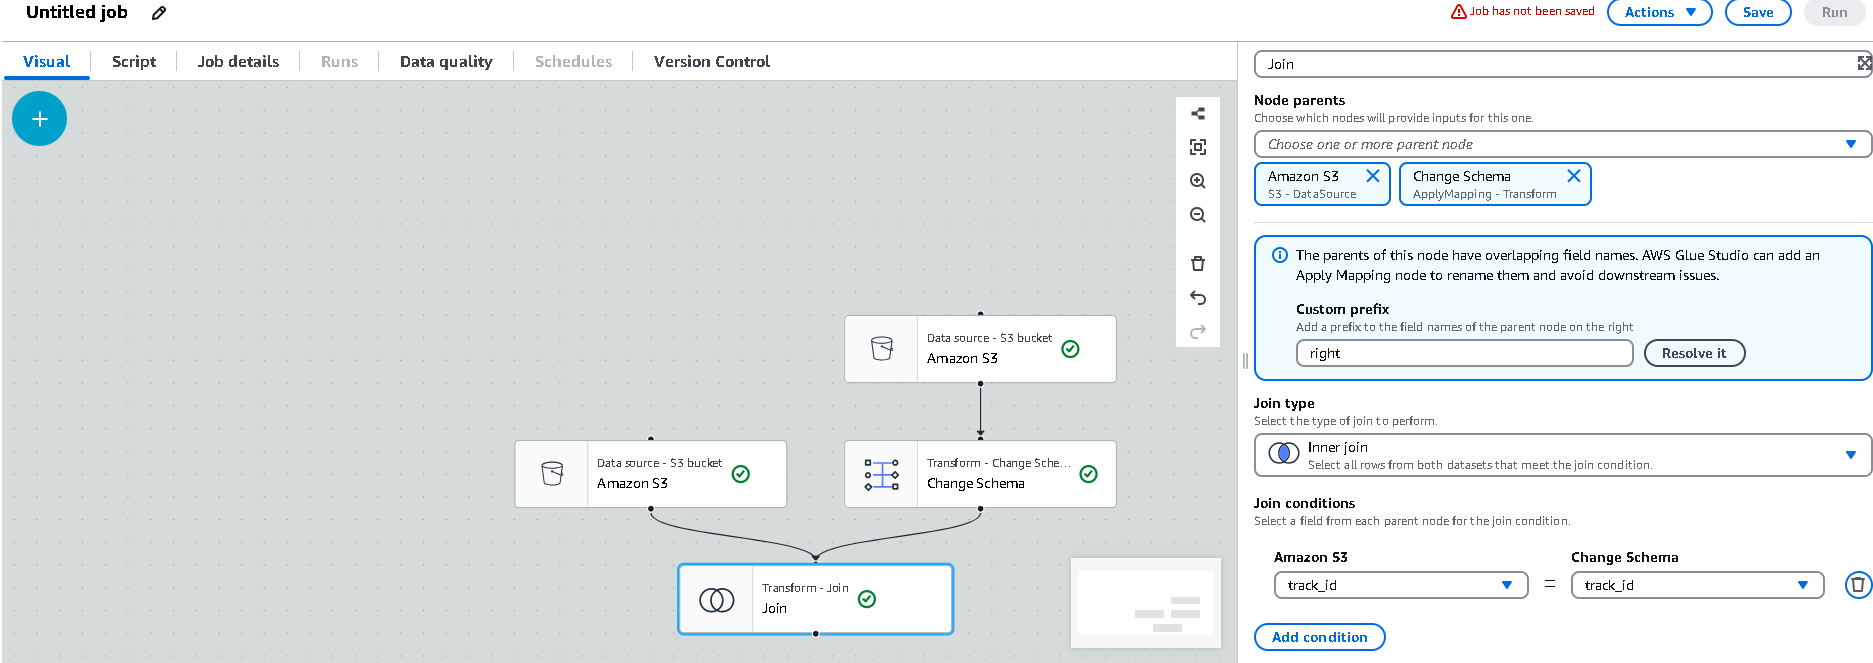 Untitled job
Job has not been saved
Actions
Save
Run
Visual
Script
Job details
Runs
Data quality
Schedules
Version Control
Data source - S3 bucket
Amazon S3
Data source - S3 bucket
Amazon S3
Transform - Change Sche...
Change Schema
Transform - Join
Join
Join
Node parents
Choose which nodes will provide inputs for this one.
Choose one or more parent node
Amazon S3
S3 - DataSource
Change Schema
ApplyMapping - Transform
The parents of this node have overlapping field names. AWS Glue Studio can add an
Apply Mapping node to rename them and avoid downstream issues.
Custom prefix
Add a prefix to the field names of the parent node on the right
right
Resolve it
Join type
Select the type of join to perform.
Inner join
Select all rows from both datasets that meet the join condition.
Join conditions
Select a field from each parent node for the join condition.
Amazon S3
Change Schema
track_id = track_id
Add condition